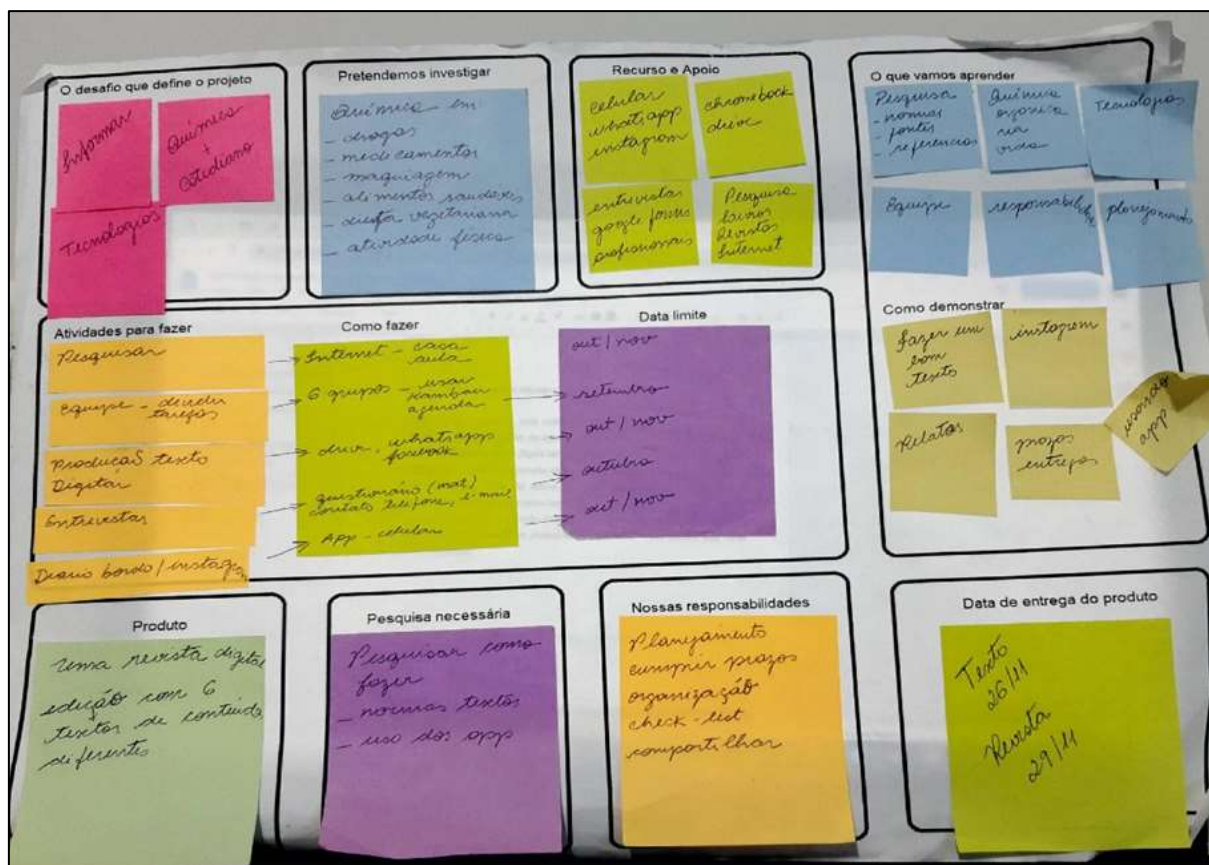 O desafio que define o projeto
Informar
Química
+
Cotidiano
Tecnologias
Pretendemos investigar
Química em
- drogas
- medicamentos
- maquiagem
- alimentos saudáveis
- dieta vegetariana
- atividade física
Recurso e Apoio
celular
whatsapp
instagram
chromebook
drive
entrevistas
google forms
profissionais
Pesquisa
Livros
Revistas
Internet
O que vamos aprender
Pesquisa
- normas
- fontes
- referências
Química
orgânica
na
vida
Tecnologias
Equipe
responsabilidade
planejamento
Atividades para fazer
Pesquisar
Equipe - dividir
tarefas
Produção texto
Digital
Entrevistas
Diario bordo / instagram
Como fazer
Internet - casa
aula
6 grupos - usar
Kamban
agenda
drive, whatsapp
facebook
questionário (mat)
contato telefone, e-mail
App - celular
Data limite
out / nov
setembro
out / nov
outubro
out / nov
Como demonstrar
fazer um
bom
texto
instagram
Relatos
prazos
entregas
usando
app
Produto
Uma revista digital
edição com 6
textos de conteúdo
diferentes
Pesquisa necessária
Pesquisar como
fazer
- normas textos
- uso dos app
Nossas responsabilidades
Planejamento
cumprir prazos
organização
check-list
compartilhar
Data de entrega do produto
Texto
26/11
Revista
29/11